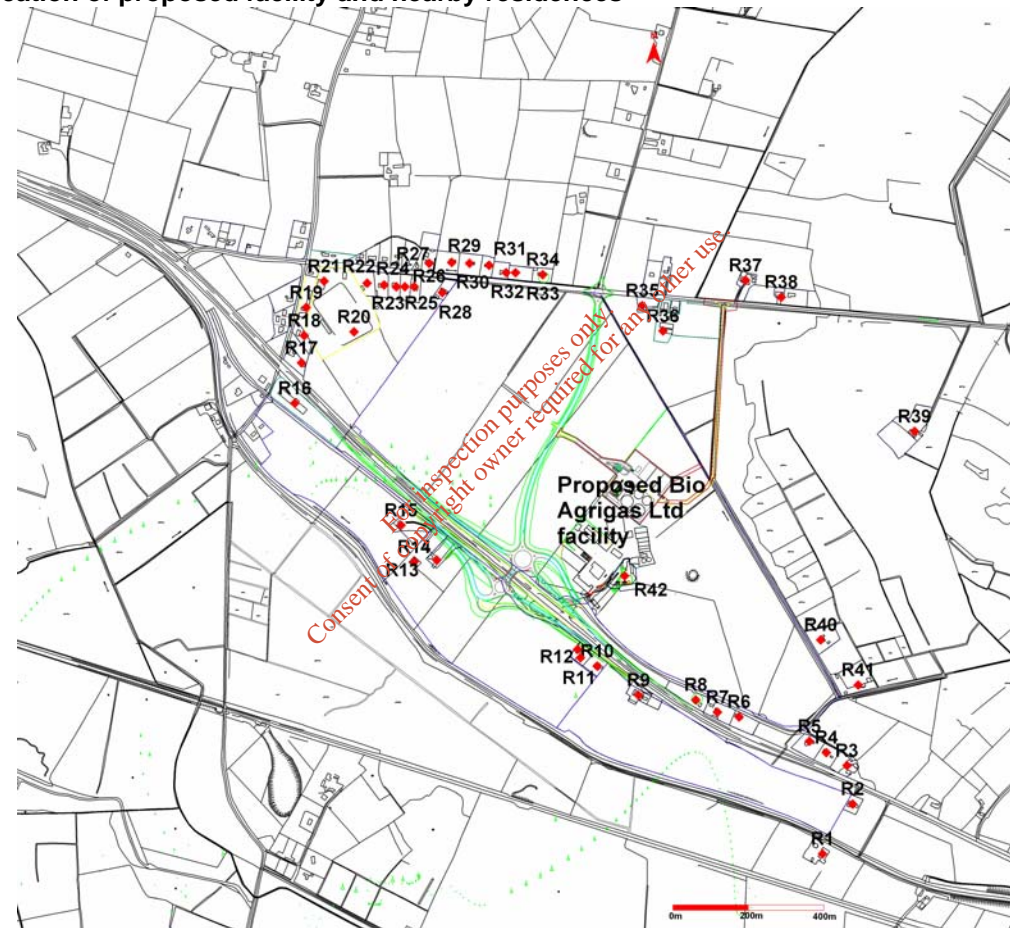 cation of proposed facility and nearby residences
R27
R29
R31
R34
R37
R21
R22
R24
R26
R30
R38
R19
R23
R25
R32
R33
R35
R28
R18
R20
R36
R17
R16
R39
For inspection purposes only.
Consent of copyright owner required for any other use.
Proposed Bio
Agrigas Ltd
facility
R15
R14
R13
R42
R40
R10
R12
R11
R9
R41
R8
R7
R6
R5
R4
R3
R2
R1
0m
200m
400m